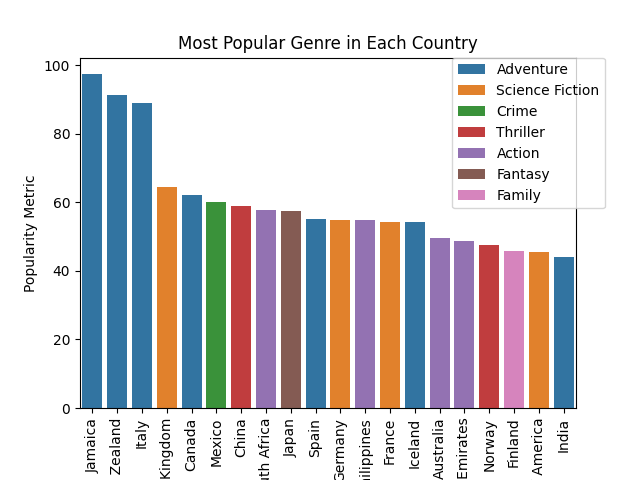 Most Popular Genre in Each Country
Adventure
Science Fiction
Crime
Thriller
Action
Fantasy
Family
Popularity Metric
100
80
60
40
20
0
Jamaica
Zealand
Italy
Kingdom
Canada
Mexico
China
Africa
Japan
Spain
Germany
France
Iceland
Australia
Emirates
Norway
Finland
America
India